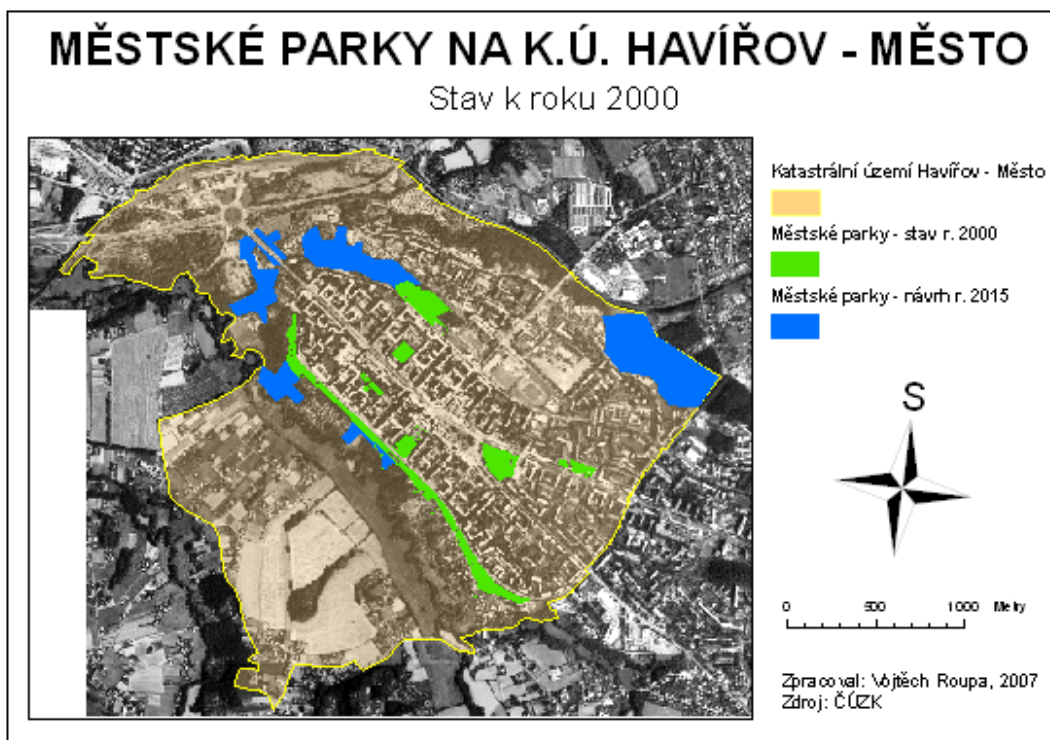 MĚSTSKÉ PARKY NA K.Ú. HAVÍŘOV - MĚSTO
Stav k roku 2000
Katastrální území Havířov - Město
Městské parky - stav r. 2000
Městské parky - návrh r. 2015
S
0 500 1000 Metry
Zpracoval: Vojtěch Roupa, 2007
Zdroj: ČÚZK